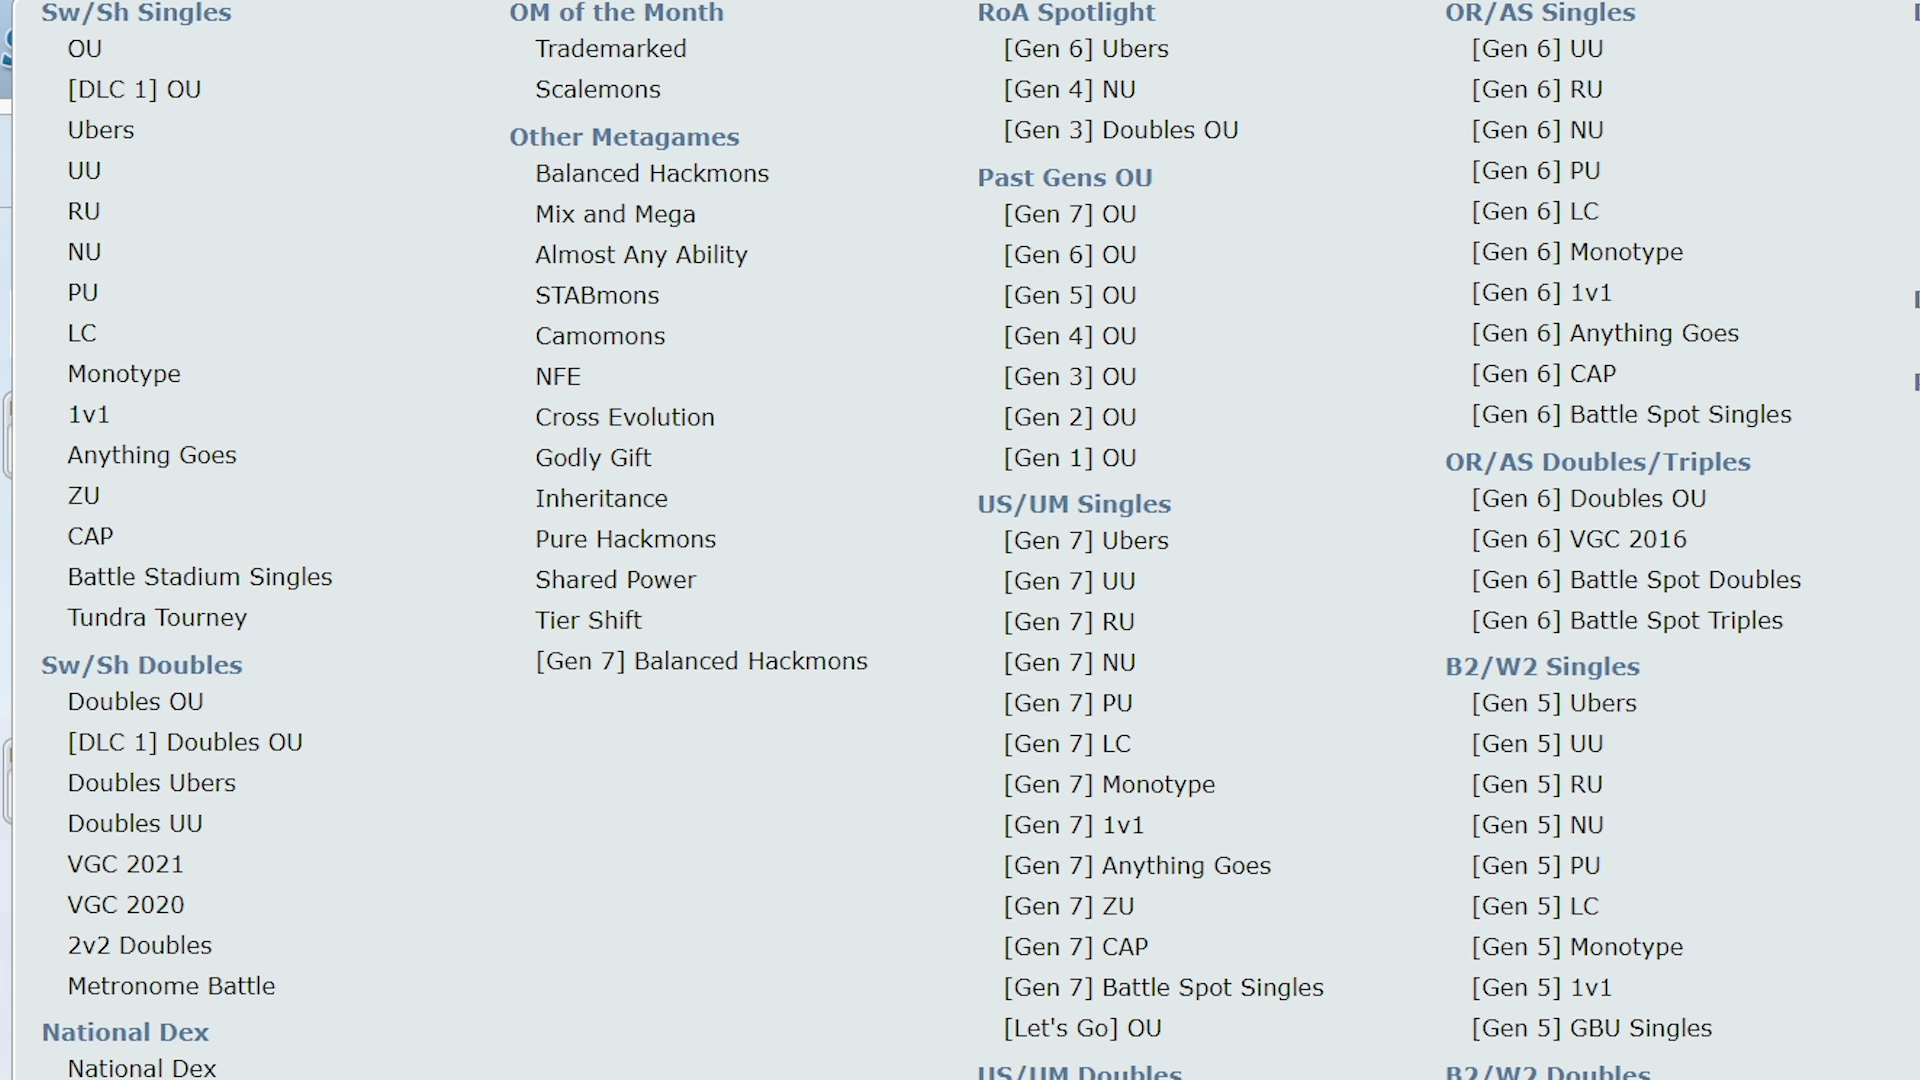 Sw/Sh Singles
OU
[DLC 1] OU
Ubers
UU
RU
NU
PU
LC
Monotype
1v1
Anything Goes
ZU
CAP
Battle Stadium Singles
Tundra Tourney
Sw/Sh Doubles
Doubles OU
[DLC 1] Doubles OU
Doubles Ubers
Doubles UU
VGC 2021
VGC 2020
2v2 Doubles
Metronome Battle
National Dex
National Dex
OM of the Month
Trademarked
Scalemons
Other Metagames
Balanced Hackmons
Mix and Mega
Almost Any Ability
STABmons
Camomons
NFE
Cross Evolution
Godly Gift
Inheritance
Pure Hackmons
Shared Power
Tier Shift
[Gen 7] Balanced Hackmons
RoA Spotlight
[Gen 6] Ubers
[Gen 4] NU
[Gen 3] Doubles OU
Past Gens OU
[Gen 7] OU
[Gen 6] OU
[Gen 5] OU
[Gen 4] OU
[Gen 3] OU
[Gen 2] OU
[Gen 1] OU
US/UM Singles
[Gen 7] Ubers
[Gen 7] UU
[Gen 7] RU
[Gen 7] NU
[Gen 7] PU
[Gen 7] LC
[Gen 7] Monotype
[Gen 7] 1v1
[Gen 7] Anything Goes
[Gen 7] ZU
[Gen 7] CAP
[Gen 7] Battle Spot Singles
[Let's Go] OU
US/UM Doubles
OR/AS Singles
[Gen 6] UU
[Gen 6] RU
[Gen 6] NU
[Gen 6] PU
[Gen 6] LC
[Gen 6] Monotype
[Gen 6] 1v1
[Gen 6] Anything Goes
[Gen 6] CAP
[Gen 6] Battle Spot Singles
OR/AS Doubles/Triples
[Gen 6] Doubles OU
[Gen 6] VGC 2016
[Gen 6] Battle Spot Doubles
[Gen 6] Battle Spot Triples
B2/W2 Singles
[Gen 5] Ubers
[Gen 5] UU
[Gen 5] RU
[Gen 5] NU
[Gen 5] PU
[Gen 5] LC
[Gen 5] Monotype
[Gen 5] 1v1
[Gen 5] GBU Singles
B2/W2 Doubles